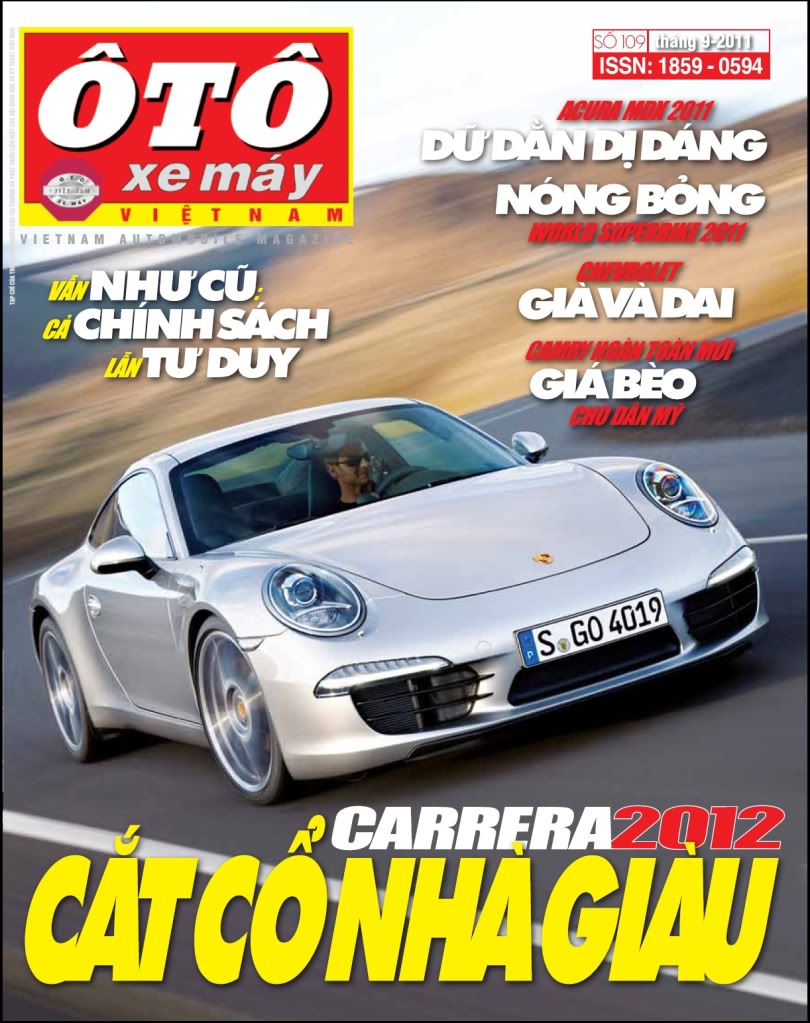 SỐ 109
tháng 9-2011
ISSN: 1859 - 0594
ÔTÔ
xe máy
VIỆT NAM
VIETNAM AUTOMOBILE MAGAZINE
ACURA MDX 2011
DỮ DẰN DỊ DÁNG
NÓNG BỎNG
WORLD SUPERBIKE 2011
CHEVROLET
GIÀ VÀ DAI
CAMRY HOÀN TOÀN MỚI
GIÁ BÈO
CHO DÂN MỸ
VẪN NHƯ CŨ:
CẢ CHÍNH SÁCH
LẪN TƯ DUY
S GO 4019
CARRERA 2012
CẮT CỔ NHÀ GIÀU